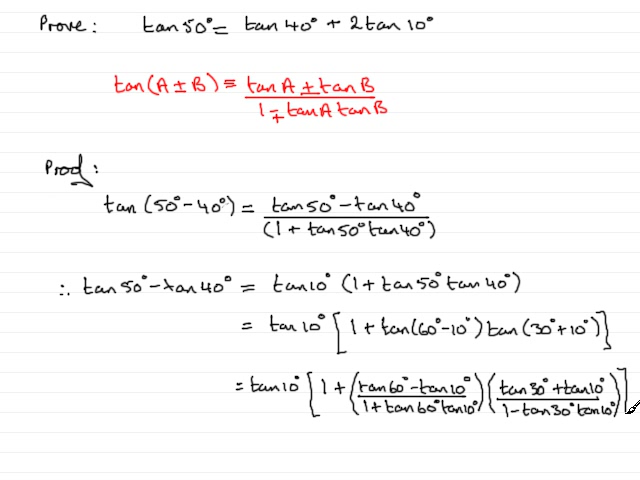 Prove: tan 50° = tan 40° + 2 tan 10°
tan(A ± B) ≡ tan A ± tan B / 1 ∓ tan A tan B
Proof:
tan (50° - 40°) = tan 50° - tan 40° / (1 + tan 50° tan 40°)
∴ tan 50° - tan 40° = tan 10° (1 + tan 50° tan 40°)
= tan 10° [1 + tan(60° - 10°) tan (30° + 10°)]
= tan 10° [1 + (tan 60° - tan 10° / 1 + tan 60° tan 10°) (tan 30° + tan 10° / 1 - tan 30° tan 10°)]